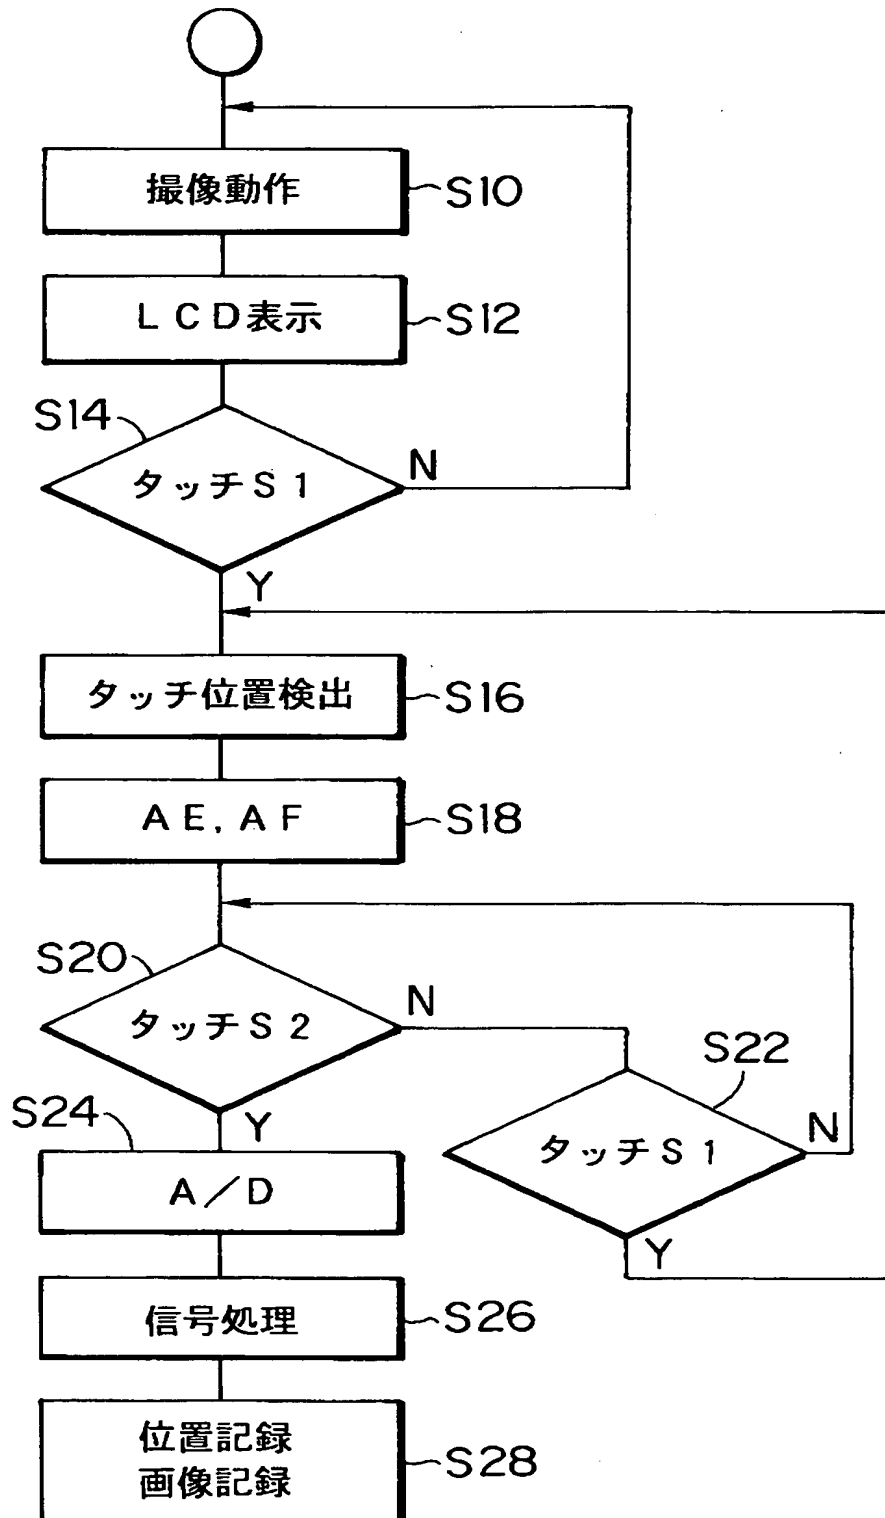 撮像動作 S10
LCD表示 S12
S14
タッチS1 N
Y
タッチ位置検出 S16
AE, AF S18
S20
タッチS2 N
S22
Y
タッチS1 N
S24
A/D
Y
信号処理 S26
位置記録
画像記録 S28